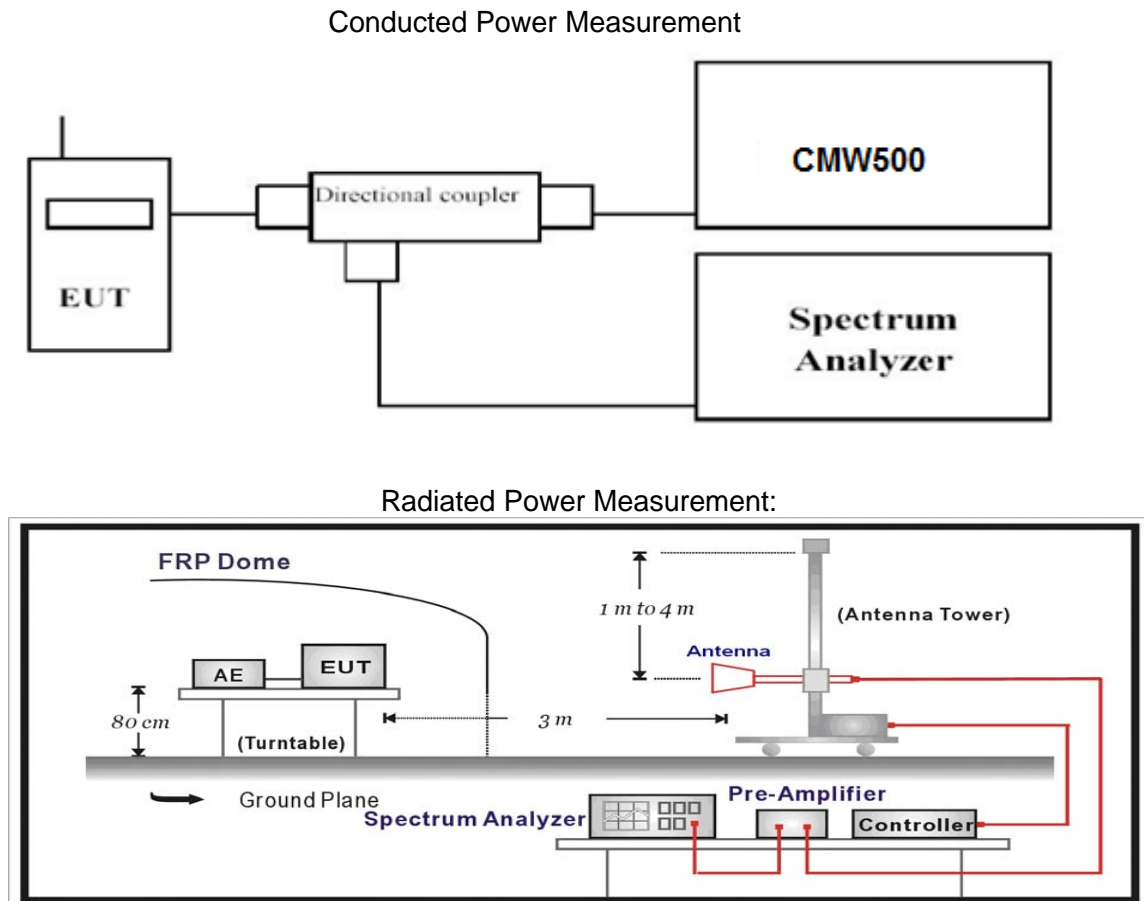 Conducted Power Measurement
CMW500
Directional coupler
EUT
Spectrum
Analyzer
Radiated Power Measurement:
FRP Dome
1 m to 4 m
(Antenna Tower)
Antenna
AE
EUT
80 cm
3 m
(Turntable)
Ground Plane
Spectrum Analyzer
Pre-Amplifier
Controller